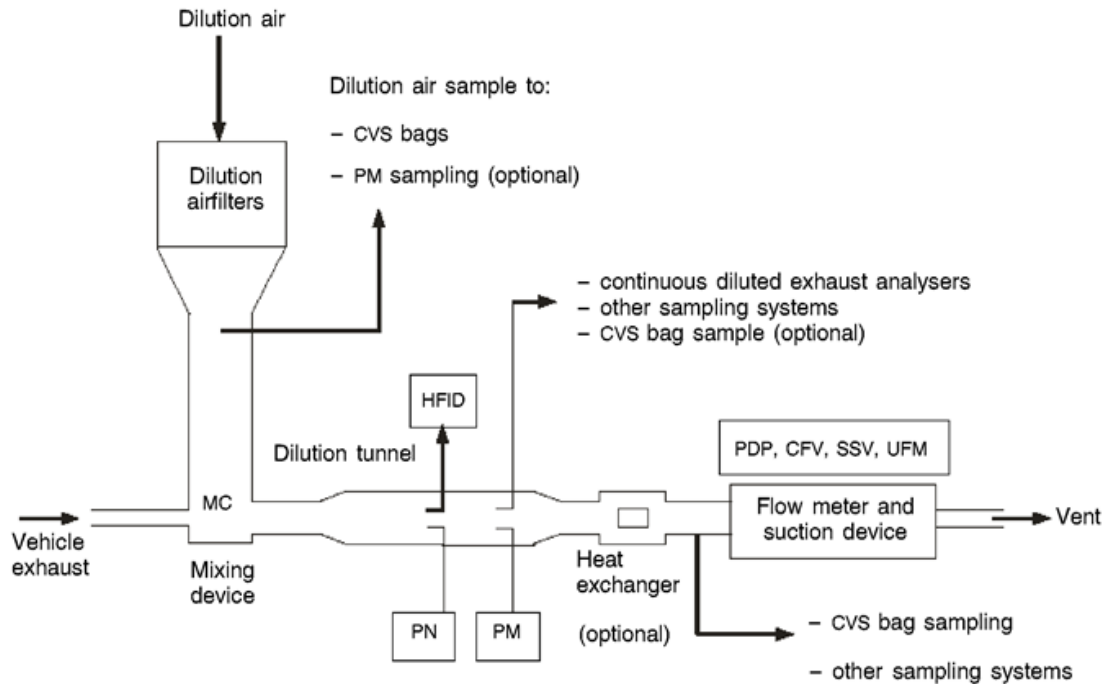 Dilution air
Dilution air sample to:
– CVS bags
– PM sampling (optional)
Dilution
airfilters
– continuous diluted exhaust analysers
– other sampling systems
– CVS bag sample (optional)
HFID
Dilution tunnel
PDP, CFV, SSV, UFM
MC
Flow meter and
suction device
Vent
Vehicle
exhaust
Mixing
device
Heat
exchanger
(optional)
PN
PM
– CVS bag sampling
– other sampling systems